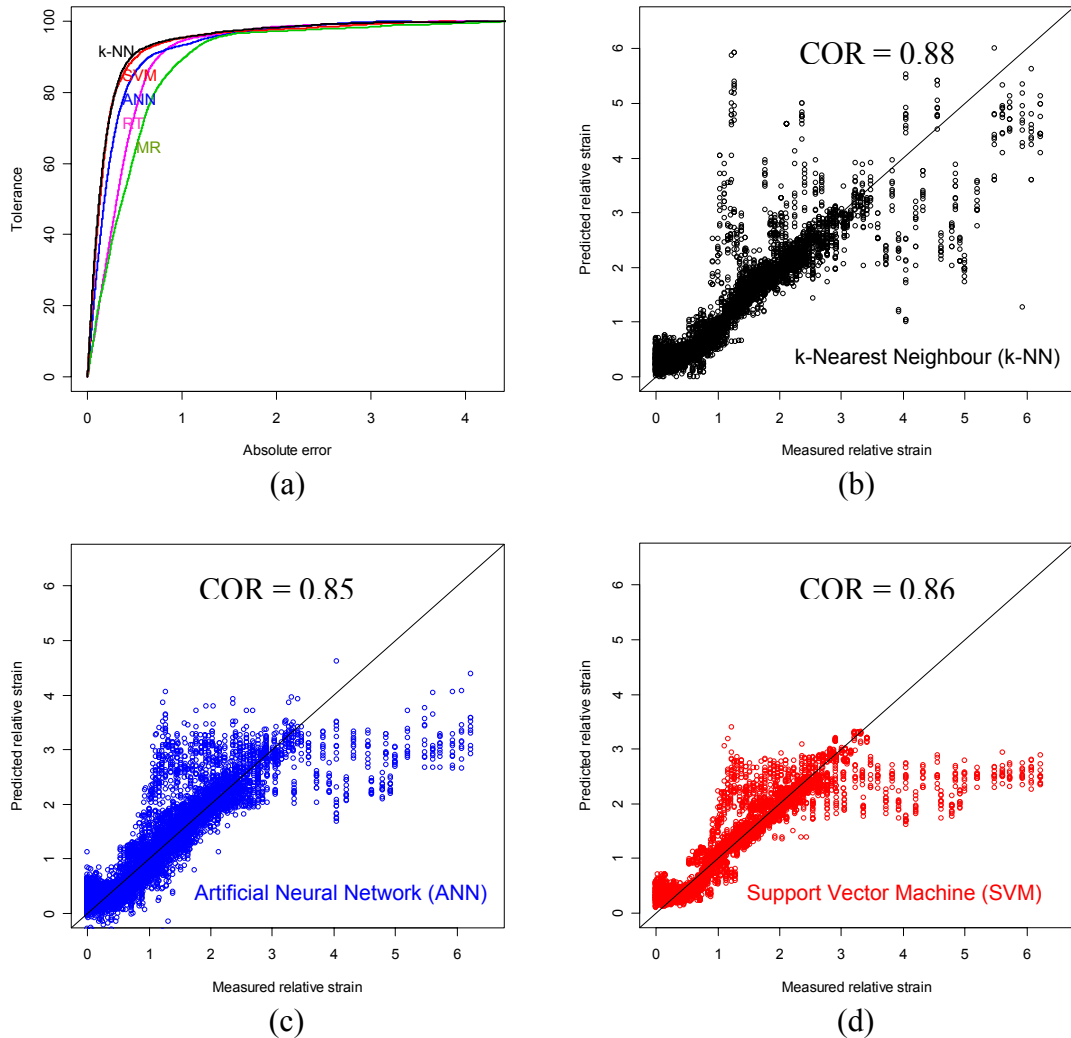 100
80
60
40
20
0
Tolerance
k-NN
SVM
ANN
RT
MR
0 1 2 3 4
Absolute error
(a)
6
5
4
3
2
1
0
Predicted relative strain
COR = 0.88
k-Nearest Neighbour (k-NN)
0 1 2 3 4 5 6
Measured relative strain
(b)
6
5
4
3
2
1
0
Predicted relative strain
COR = 0.85
Artificial Neural Network (ANN)
0 1 2 3 4 5 6
Measured relative strain
(c)
6
5
4
3
2
1
0
Predicted relative strain
COR = 0.86
Support Vector Machine (SVM)
0 1 2 3 4 5 6
Measured relative strain
(d)